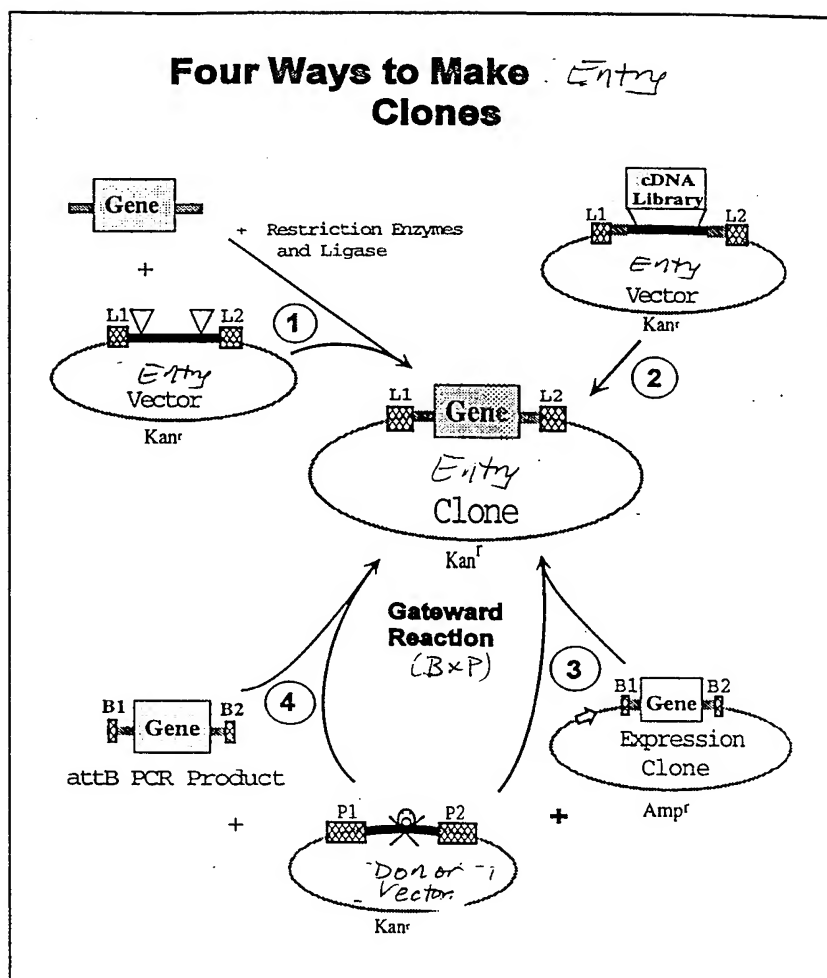 Four Ways to Make Entry
Clones
Gene
+ Restriction Enzymes
and Ligase
+
L1 L2
Entry
Vector
Kanr
1
cDNA
Library
L1 L2
Entry
Vector
Kanr
2
L1 Gene L2
Entry
Clone
Kanr
Gateward
Reaction
(B×P)
4
3
B1 Gene B2
attB PCR Product
+
P1 P2
Donor
Vector
Kanr
+
B1 Gene B2
Expression
Clone
Ampr